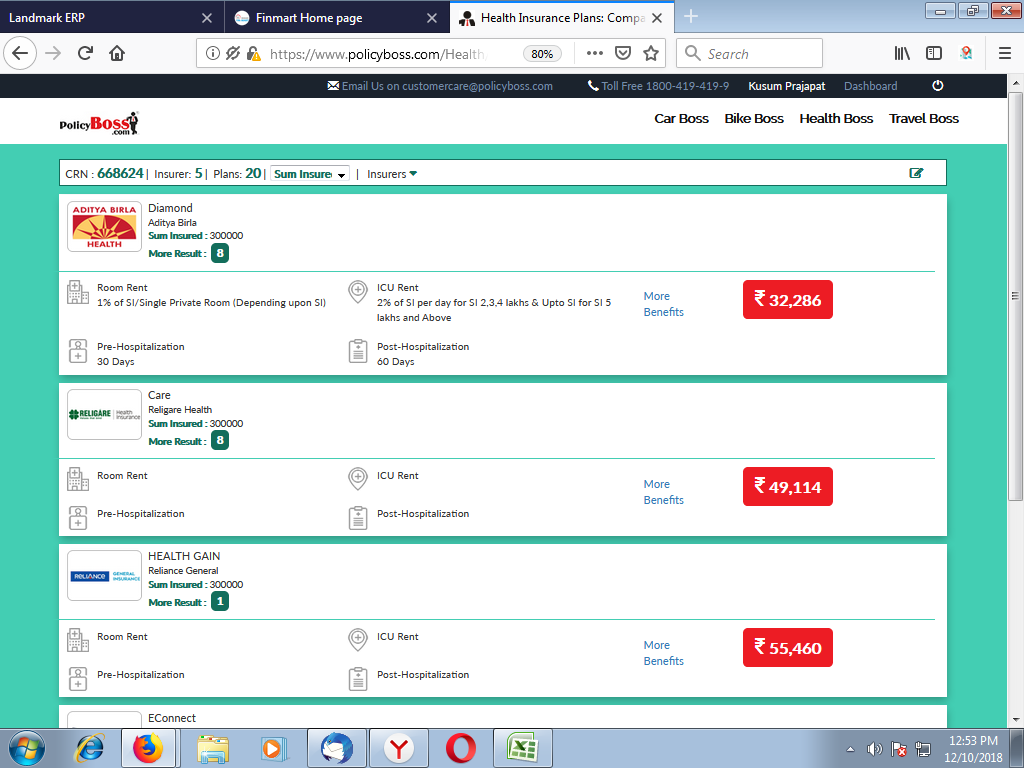 Landmark ERP
Finmart Home page
Health Insurance Plans: Compa
https://www.policyboss.com/Health
80%
Search
Email Us on customercare@policyboss.com
Toll Free 1800-419-419-9
Kusum Prajapat
Dashboard
PolicyBoss.com
Car Boss Bike Boss Health Boss Travel Boss
CRN : 668624 | Insurer: 5 | Plans: 20 | Sum Insure | Insurers
ADITYA BIRLA
HEALTH
Diamond
Aditya Birla
Sum Insured : 300000
More Result : 8
Room Rent
1% of SI/Single Private Room (Depending upon SI)
ICU Rent
2% of SI per day for SI 2,3,4 lakhs & Upto SI for SI 5
lakhs and Above
More
Benefits
₹ 32,286
Pre-Hospitalization
30 Days
Post-Hospitalization
60 Days
RELIGARE Health Insurance
Care
Religare Health
Sum Insured : 300000
More Result : 8
Room Rent
ICU Rent
More
Benefits
₹ 49,114
Pre-Hospitalization
Post-Hospitalization
RELIANCE GENERAL INSURANCE
HEALTH GAIN
Reliance General
Sum Insured : 300000
More Result : 1
Room Rent
ICU Rent
More
Benefits
₹ 55,460
Pre-Hospitalization
Post-Hospitalization
EConnect
12:53 PM
12/10/2018